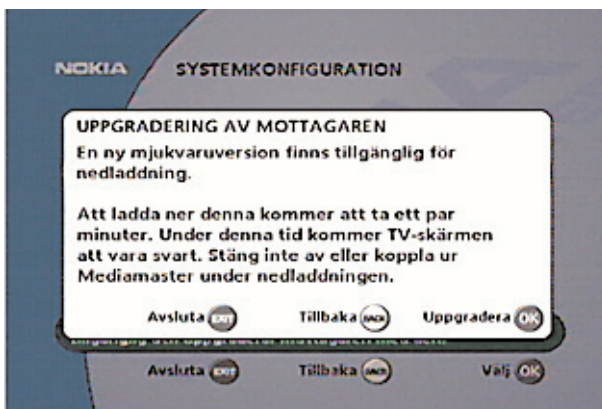 NOKIA
SYSTEMKONFIGURATION
UPPGRADERING AV MOTTAGAREN
En ny mjukvaruversion finns tillgänglig för
nedladdning.
Att ladda ner denna kommer att ta ett par
minuter. Under denna tid kommer TV-skärmen
att vara svart. Stäng inte av eller koppla ur
Mediamaster under nedladdningen.
Avsluta EXIT Tillbaka BACK Uppgradera OK
Avsluta EXIT Tillbaka BACK Välj OK